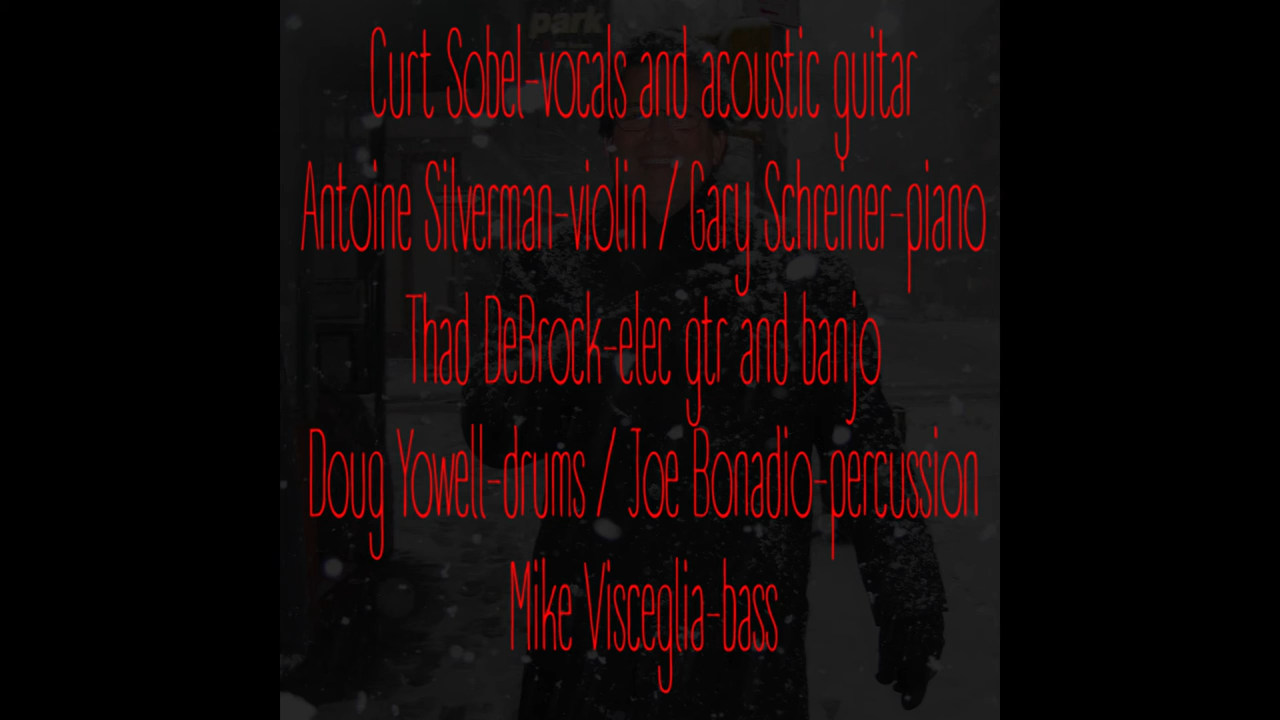 park
Curt Sobel-vocals and acoustic guitar
Antoine Silverman-violin / Gary Schreiner-piano
Thad DeBrock-elec gtr and banjo
Doug Yowell-drums / Joe Bonadio-percussion
Mike Visceglia-bass